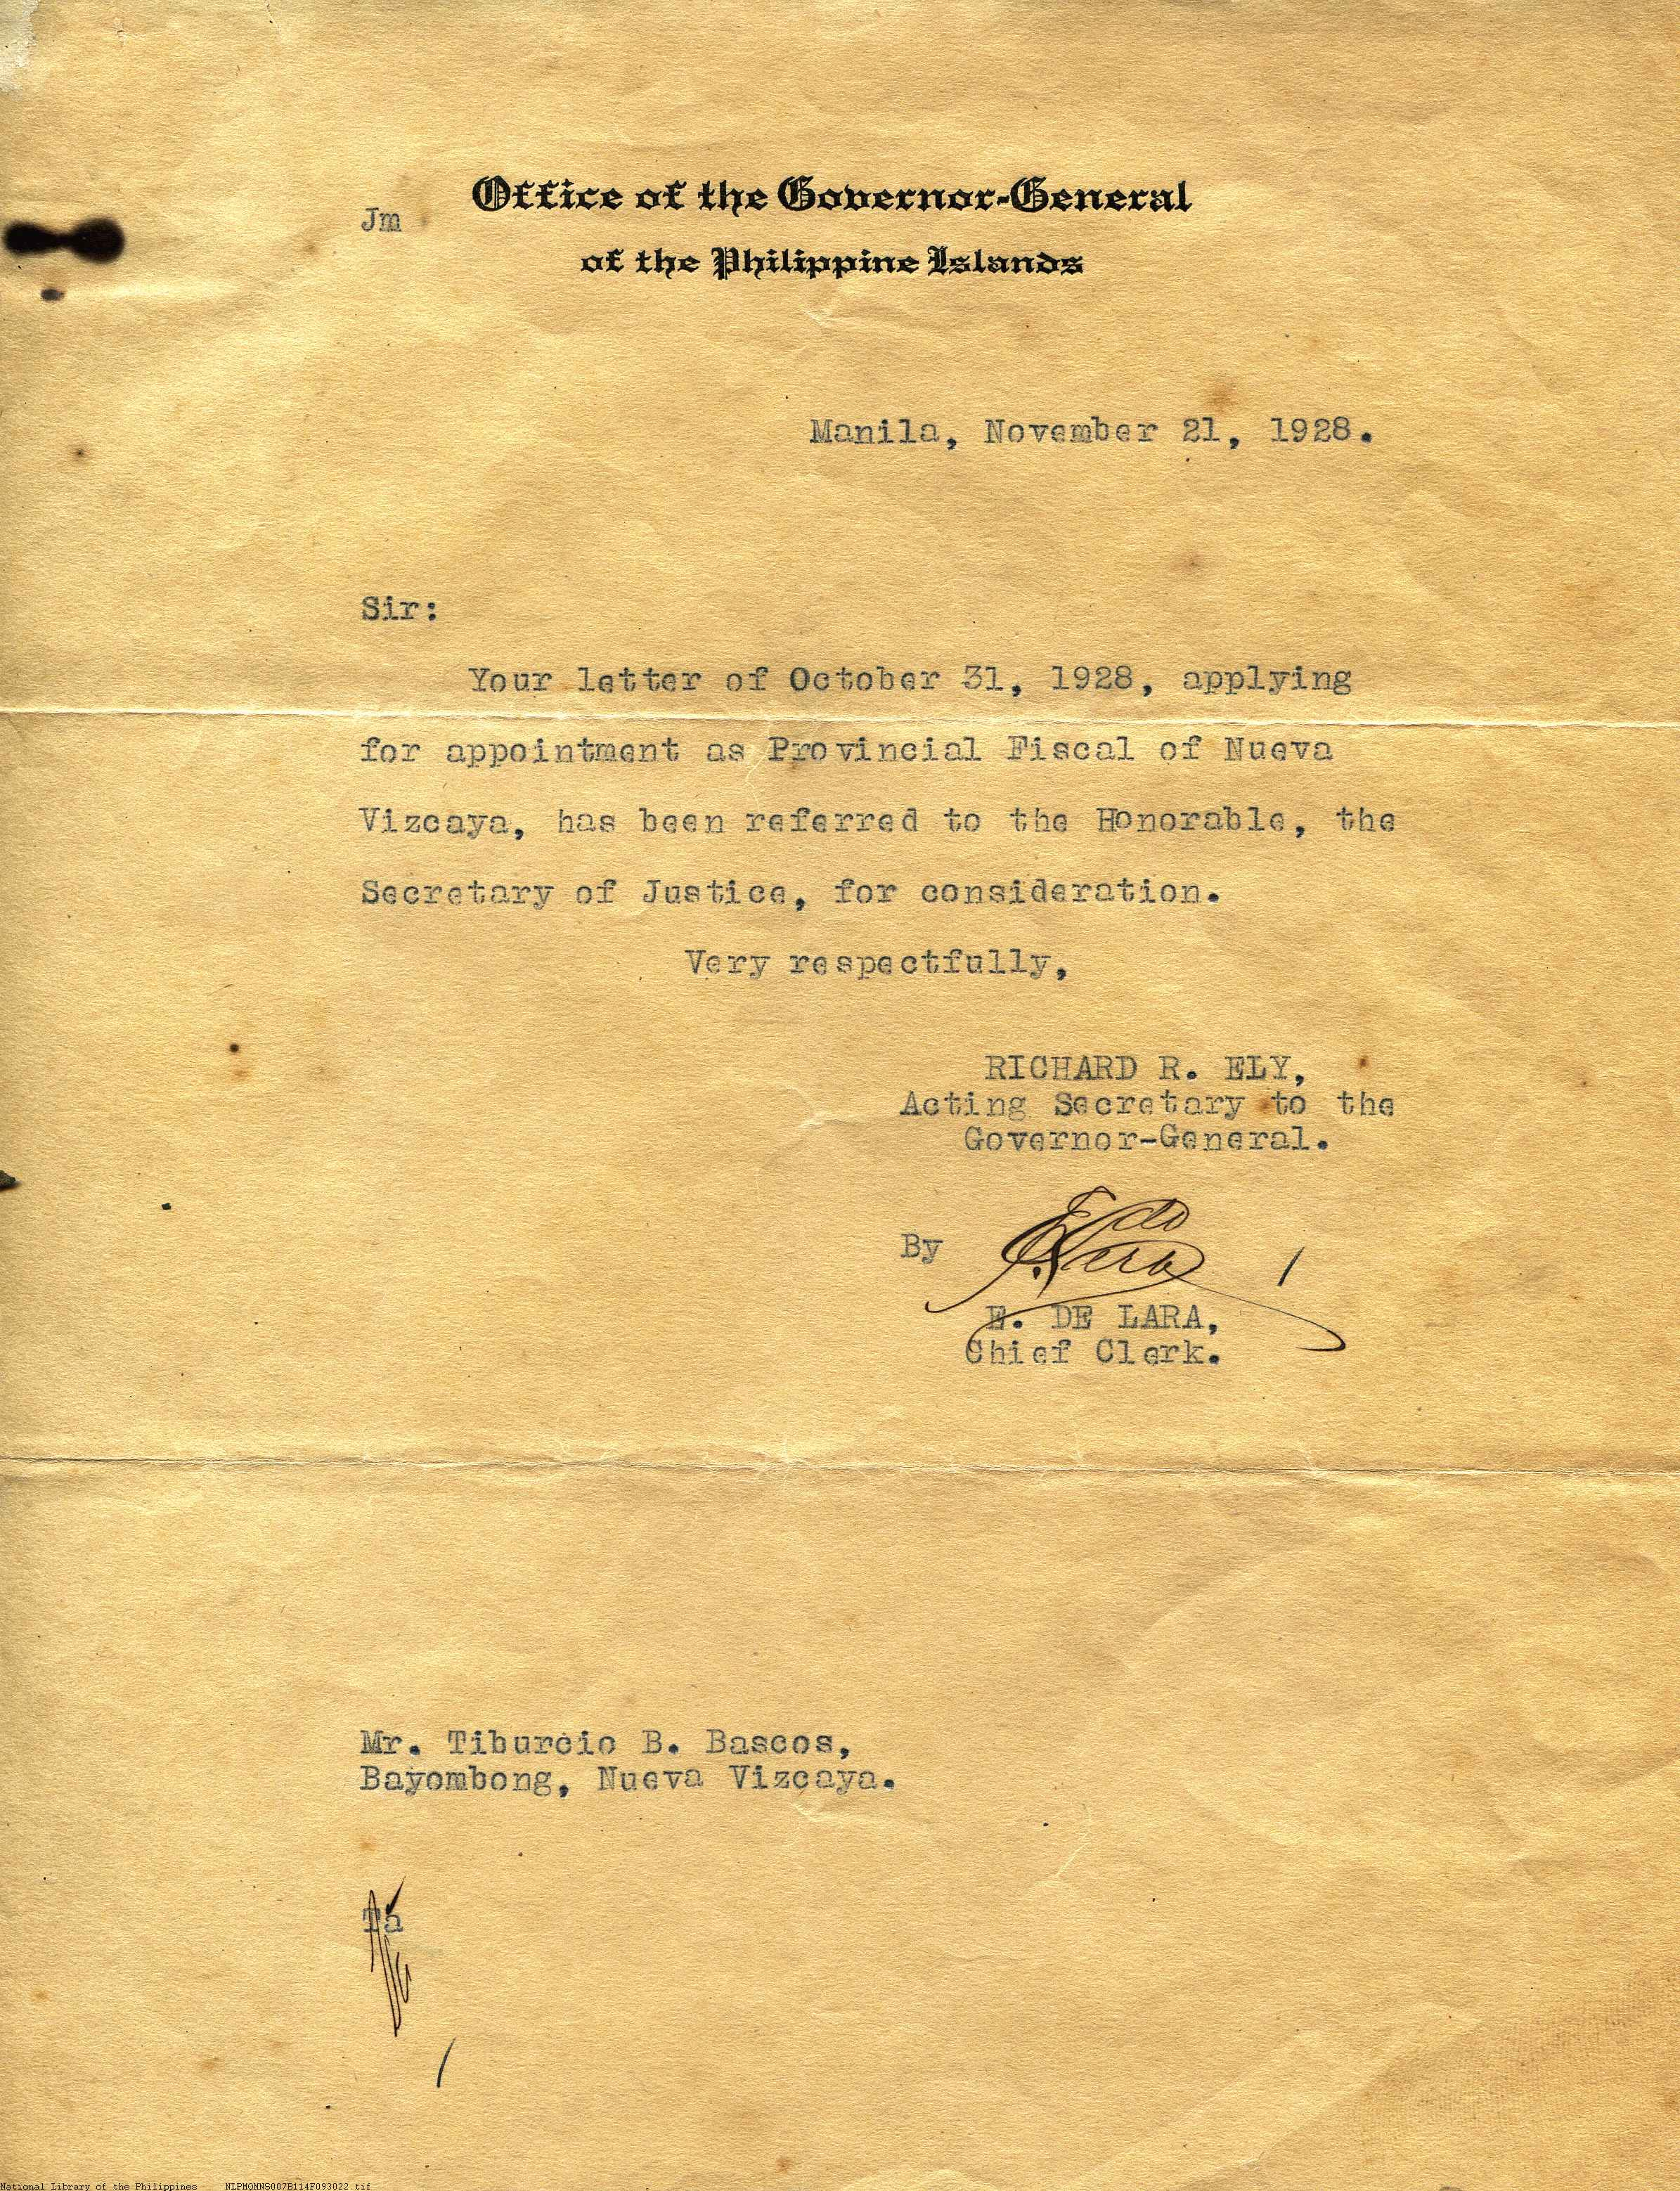 Office of the Governor-General
Jm
of the Philippine Islands
Manila, November 21, 1928.
Sir:
Your letter of October 31, 1928, applying
for appointment as Provincial Fiscal of Nueva
Vizcaya, has been referred to the Honorable, the
Secretary of Justice, for consideration.
Very respectfully,
RICHARD R. ELY,
Acting Secretary to the
Governor-General.
By
E. DE LARA,
Chief Clerk.
Mr. Tiburcio B. Bascos,
Bayombong, Nueva Vizcaya.
National Library of the Philippines NLPMQMNS007B114F093022.tif